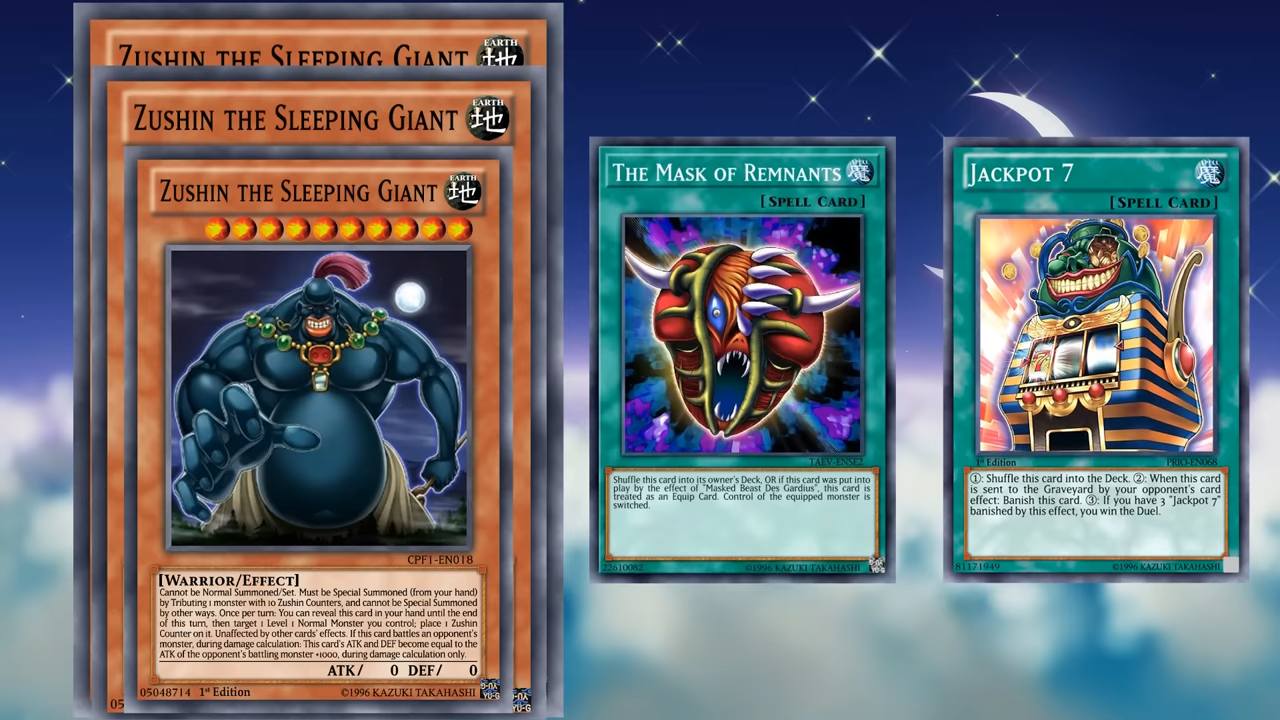 ZUSHIN THE SLEEPING GIANT
EARTH
地
ZUSHIN THE SLEEPING GIANT
EARTH
地
ZUSHIN THE SLEEPING GIANT
EARTH
地
CPF1-EN018
[WARRIOR/EFFECT]
Cannot be Normal Summoned/Set. Must be Special Summoned (from your hand)
by Tributing 1 monster with 10 Zushin Counters, and cannot be Special Summoned
by other ways. Once per turn: You can reveal this card in your hand until the end
of this turn, then target 1 Level 1 Normal Monster you control; place 1 Zushin
Counter on it. Unaffected by other cards' effects. If this card battles an opponent's
monster, during damage calculation: This card's ATK and DEF become equal to the
ATK of the opponent's battling monster +1000, during damage calculation only.
ATK/ 0 DEF/ 0
05048714 1st Edition ©1996 KAZUKI TAKAHASHI
05
THE MASK OF REMNANTS
魔
[SPELL CARD]
TAEV-ENSE2
Shuffle this card into its owner's Deck, OR if this card was put into
play by the effect of "Masked Beast Des Gardius", this card is
treated as an Equip Card. Control of the equipped monster is
switched.
22610082 ©1996 KAZUKI TAKAHASHI
JACKPOT 7
魔
[SPELL CARD]
7
1st Edition PRIO-EN068
①: Shuffle this card into the Deck. ②: When this card
is sent to the Graveyard by your opponent's card
effect: Banish this card. ③: If you have 3 "Jackpot 7"
banished by this effect, you win the Duel.
81171949 ©1996 KAZUKI TAKAHASHI